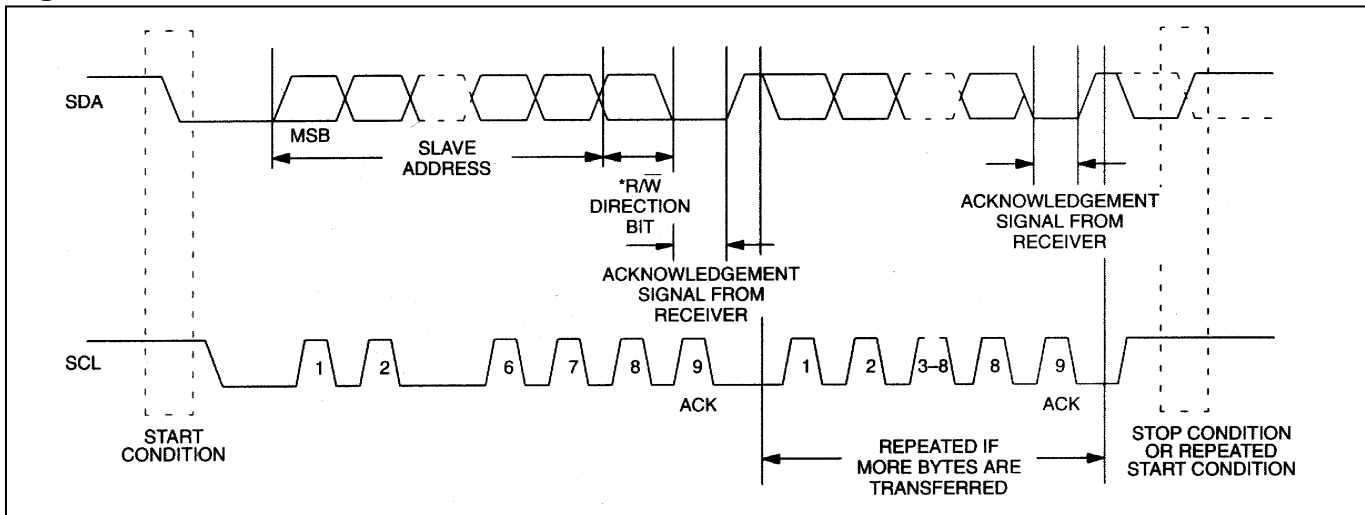 SDA
MSB
SLAVE
ADDRESS
*R/W̅
DIRECTION
BIT
ACKNOWLEDGEMENT
SIGNAL FROM
RECEIVER
ACKNOWLEDGEMENT
SIGNAL FROM
RECEIVER
SCL
1 2 6 7 8 9 1 2 3–8 8 9
ACK ACK
START
CONDITION
REPEATED IF
MORE BYTES ARE
TRANSFERRED
STOP CONDITION
OR REPEATED
START CONDITION